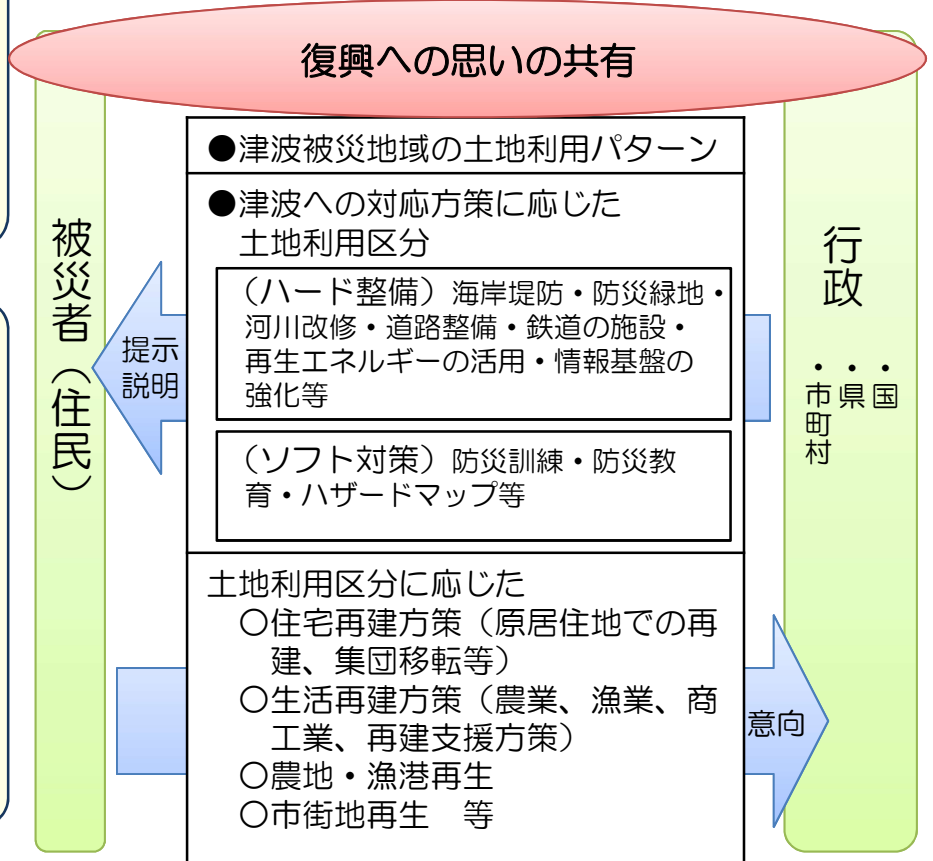 復興への思いの共有
●津波被災地域の土地利用パターン
●津波への対応方策に応じた
土地利用区分
（ハード整備）海岸堤防・防災緑地・
河川改修・道路整備・鉄道の施設・
再生エネルギーの活用・情報基盤の
強化等
（ソフト対策）防災訓練・防災教
育・ハザードマップ等
土地利用区分に応じた
〇住宅再建方策（原居住地での再
建、集団移転等）
〇生活再建方策（農業、漁業、商
工業、再建支援方策）
〇農地・漁港再生
〇市街地再生　等
被災者（住民）
提示
説明
意向
行政
・国
・県
・市町村